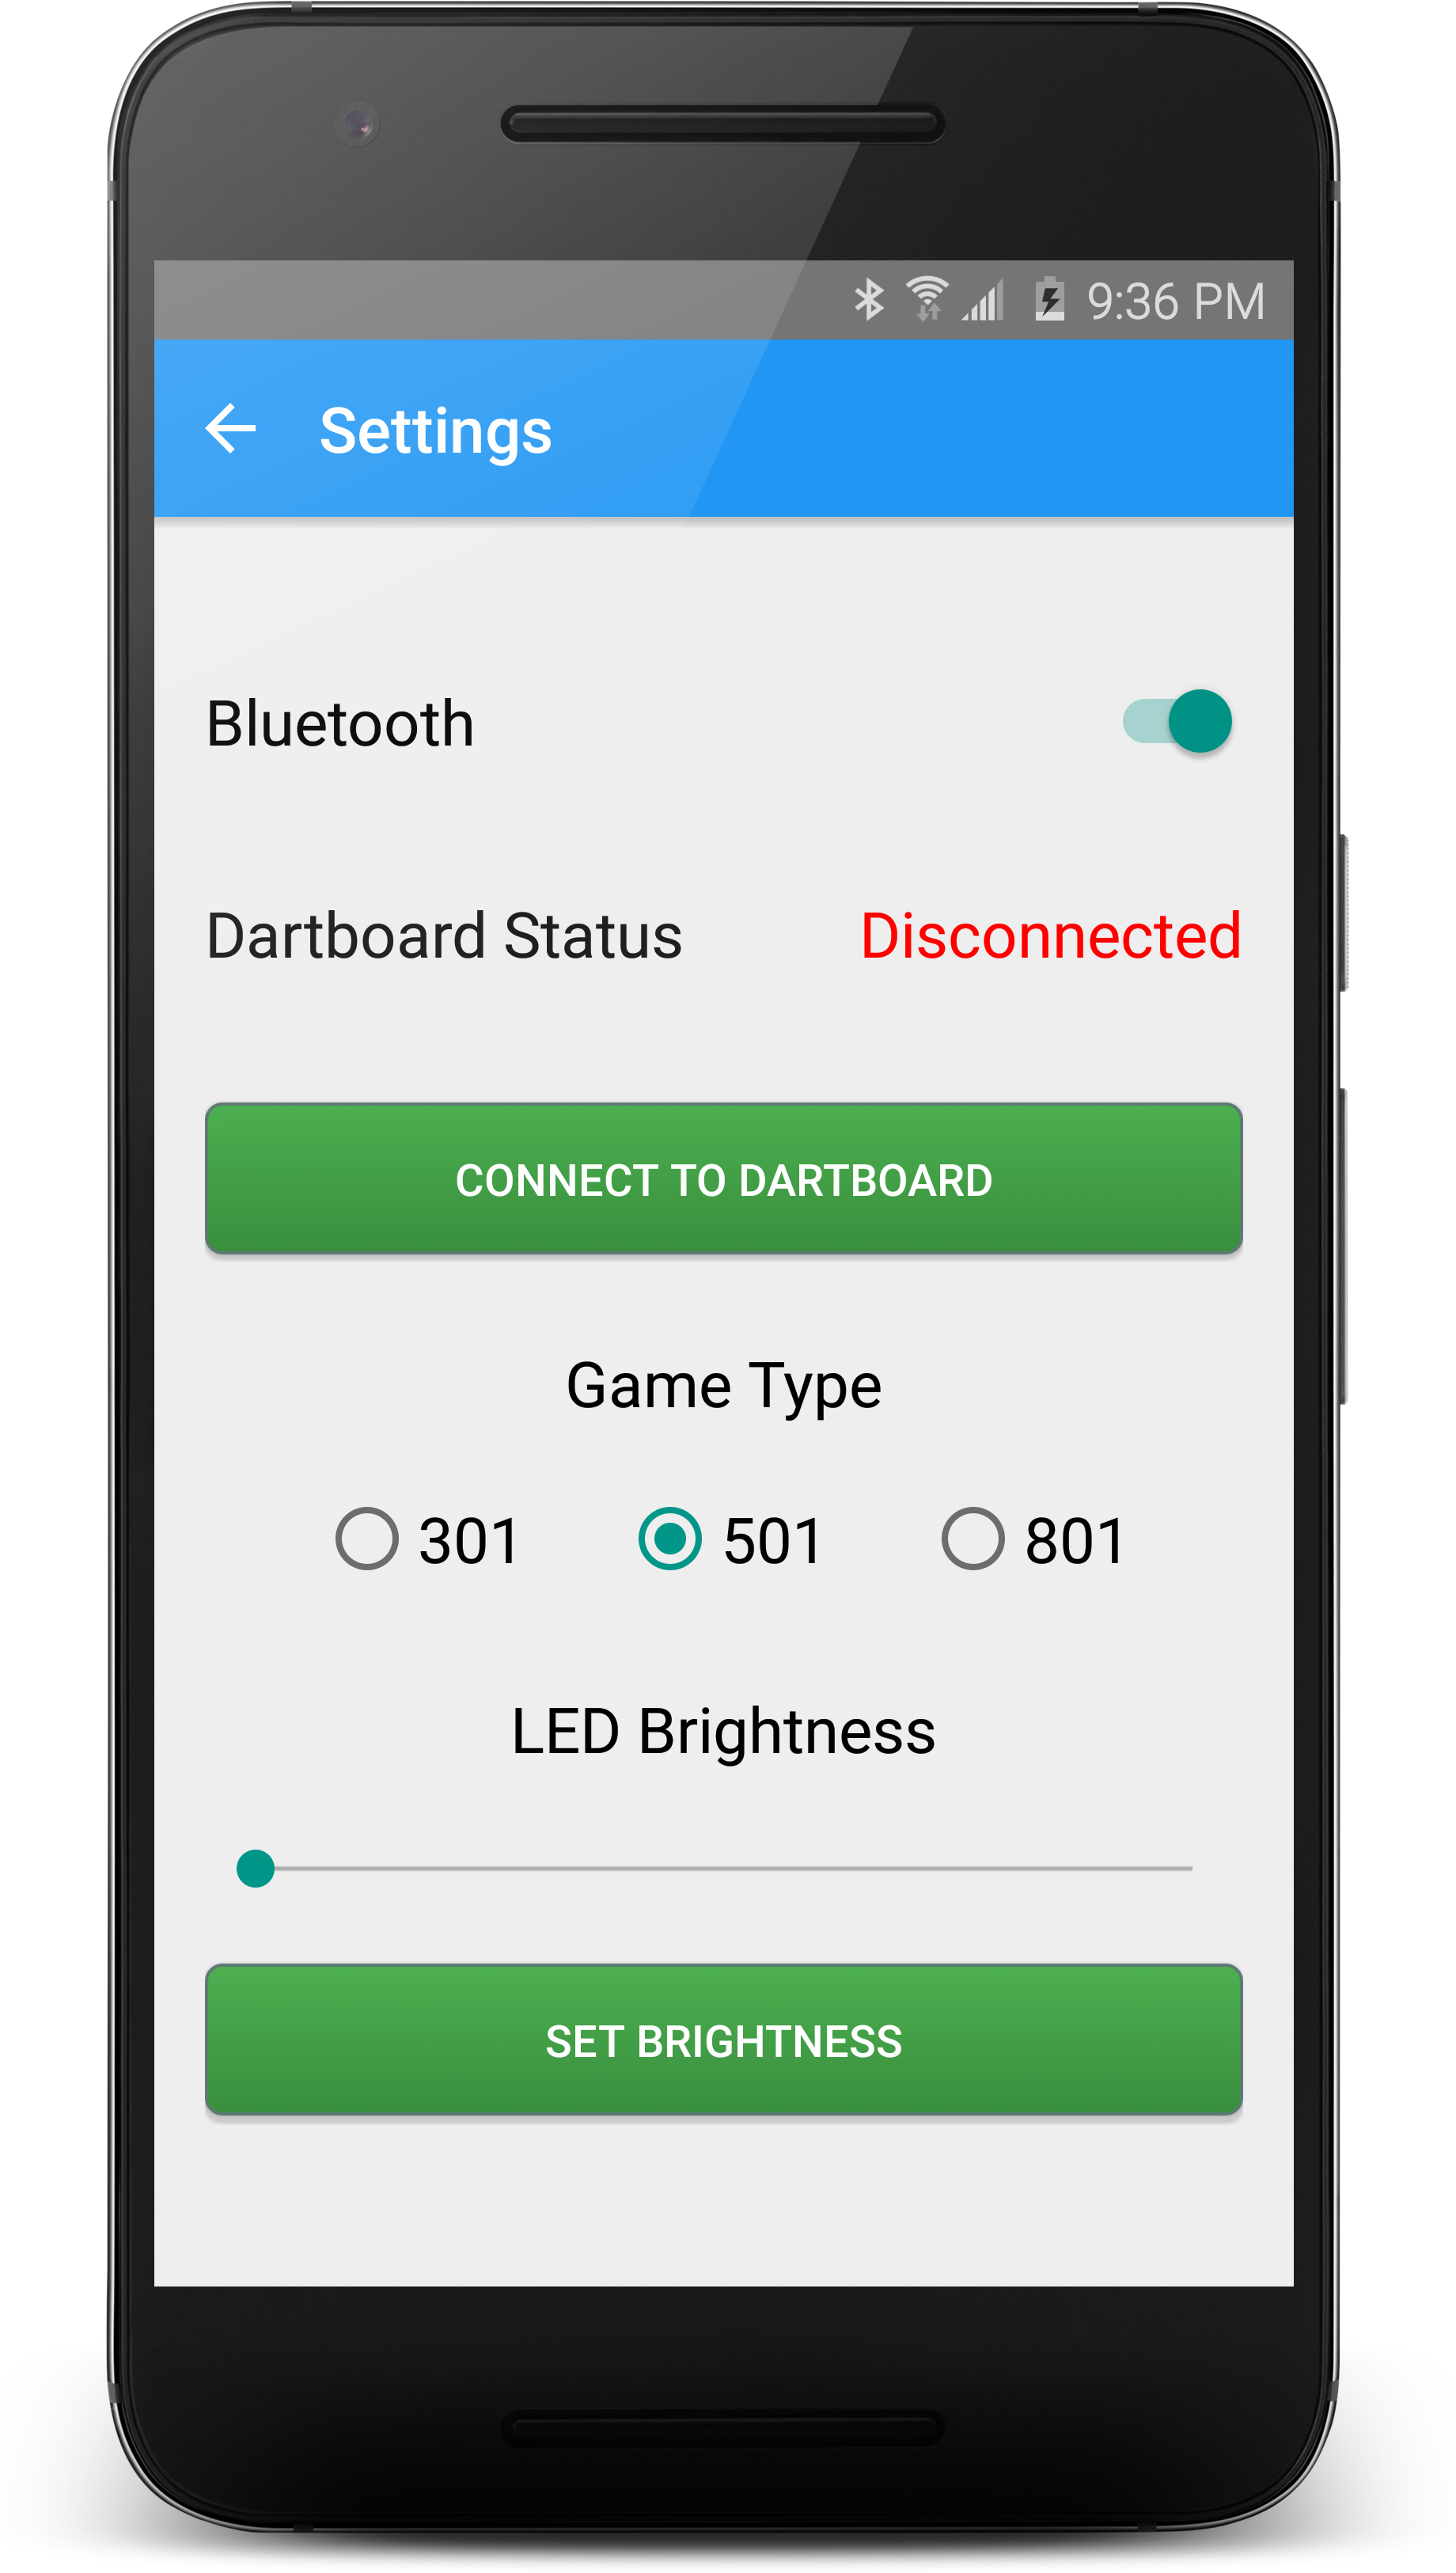 9:36 PM
Settings
Bluetooth
Dartboard Status Disconnected
CONNECT TO DARTBOARD
Game Type
301 501 801
LED Brightness
SET BRIGHTNESS